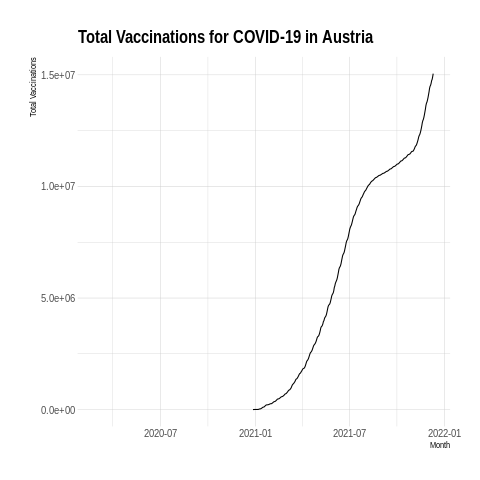 Total Vaccinations for COVID-19 in Austria
Total Vaccinations
1.5e+07
1.0e+07
5.0e+06
0.0e+00
2020-07 2021-01 2021-07 2022-01
Month